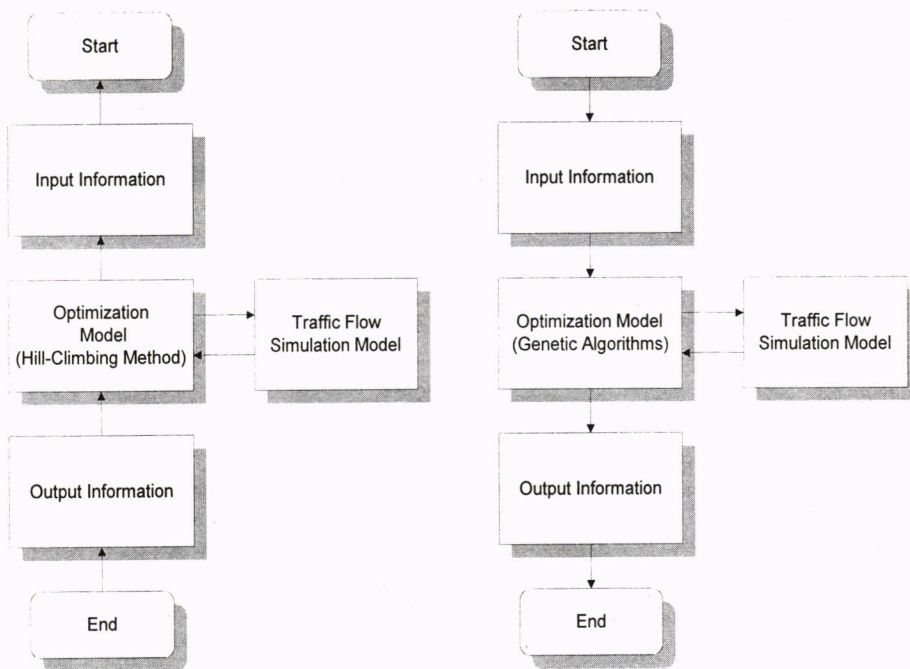 Start
Input Information
Optimization
Model
(Hill-Climbing Method)
Traffic Flow
Simulation Model
Output Information
End
Start
Input Information
Optimization Model
(Genetic Algorithms)
Traffic Flow
Simulation Model
Output Information
End